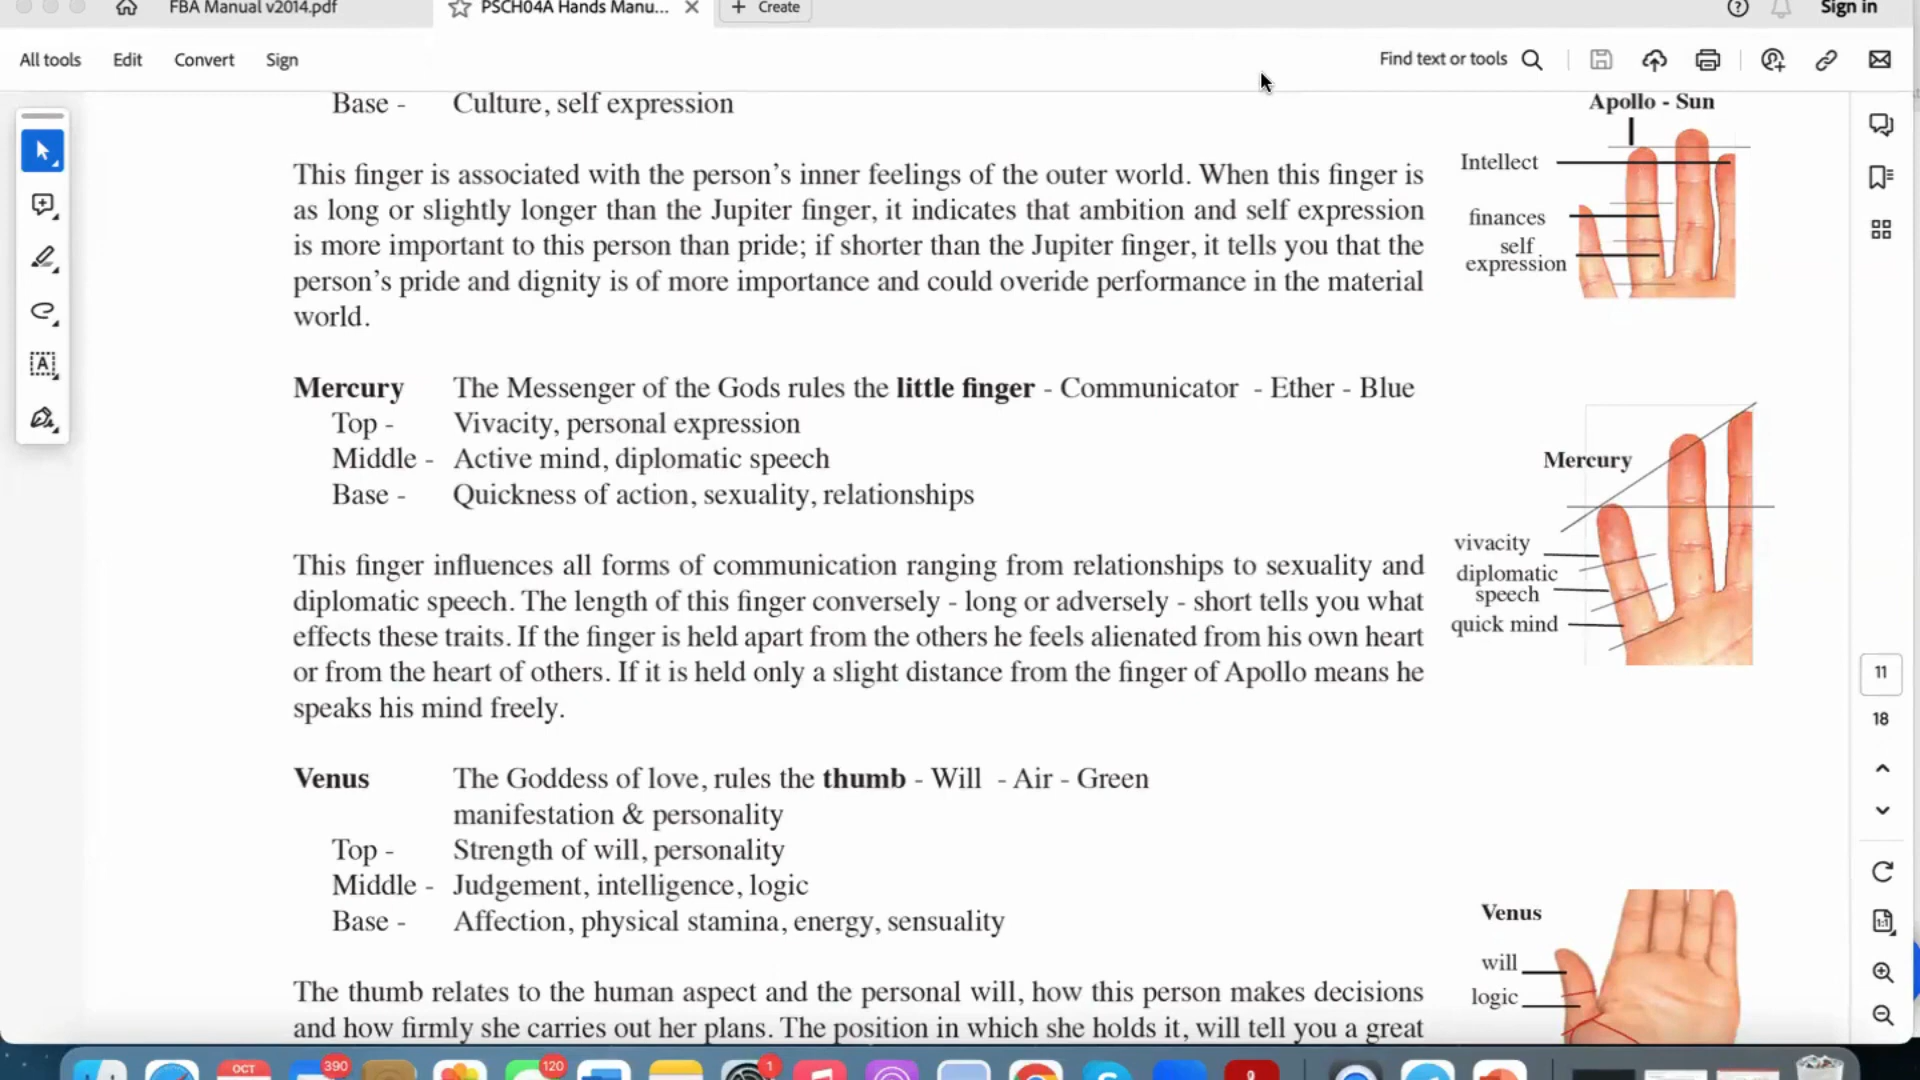 FBA Manual v2014.pdf
PSCH04A Hands Manu...
Create
Sign in
All tools
Edit
Convert
Sign
Find text or tools
Base - Culture, self expression
This finger is associated with the person's inner feelings of the outer world. When this finger is
as long or slightly longer than the Jupiter finger, it indicates that ambition and self expression
is more important to this person than pride; if shorter than the Jupiter finger, it tells you that the
person's pride and dignity is of more importance and could overide performance in the material
world.
Apollo - Sun
Intellect
finances
self
expression
Mercury The Messenger of the Gods rules the little finger - Communicator - Ether - Blue
Top - Vivacity, personal expression
Middle - Active mind, diplomatic speech
Base - Quickness of action, sexuality, relationships
This finger influences all forms of communication ranging from relationships to sexuality and
diplomatic speech. The length of this finger conversely - long or adversely - short tells you what
effects these traits. If the finger is held apart from the others he feels alienated from his own heart
or from the heart of others. If it is held only a slight distance from the finger of Apollo means he
speaks his mind freely.
Mercury
vivacity
diplomatic
speech
quick mind
11
18
Venus The Goddess of love, rules the thumb - Will - Air - Green
manifestation & personality
Top - Strength of will, personality
Middle - Judgement, intelligence, logic
Base - Affection, physical stamina, energy, sensuality
The thumb relates to the human aspect and the personal will, how this person makes decisions
and how firmly she carries out her plans. The position in which she holds it, will tell you a great
Venus
will
logic
1:1
OCT
390
120
1